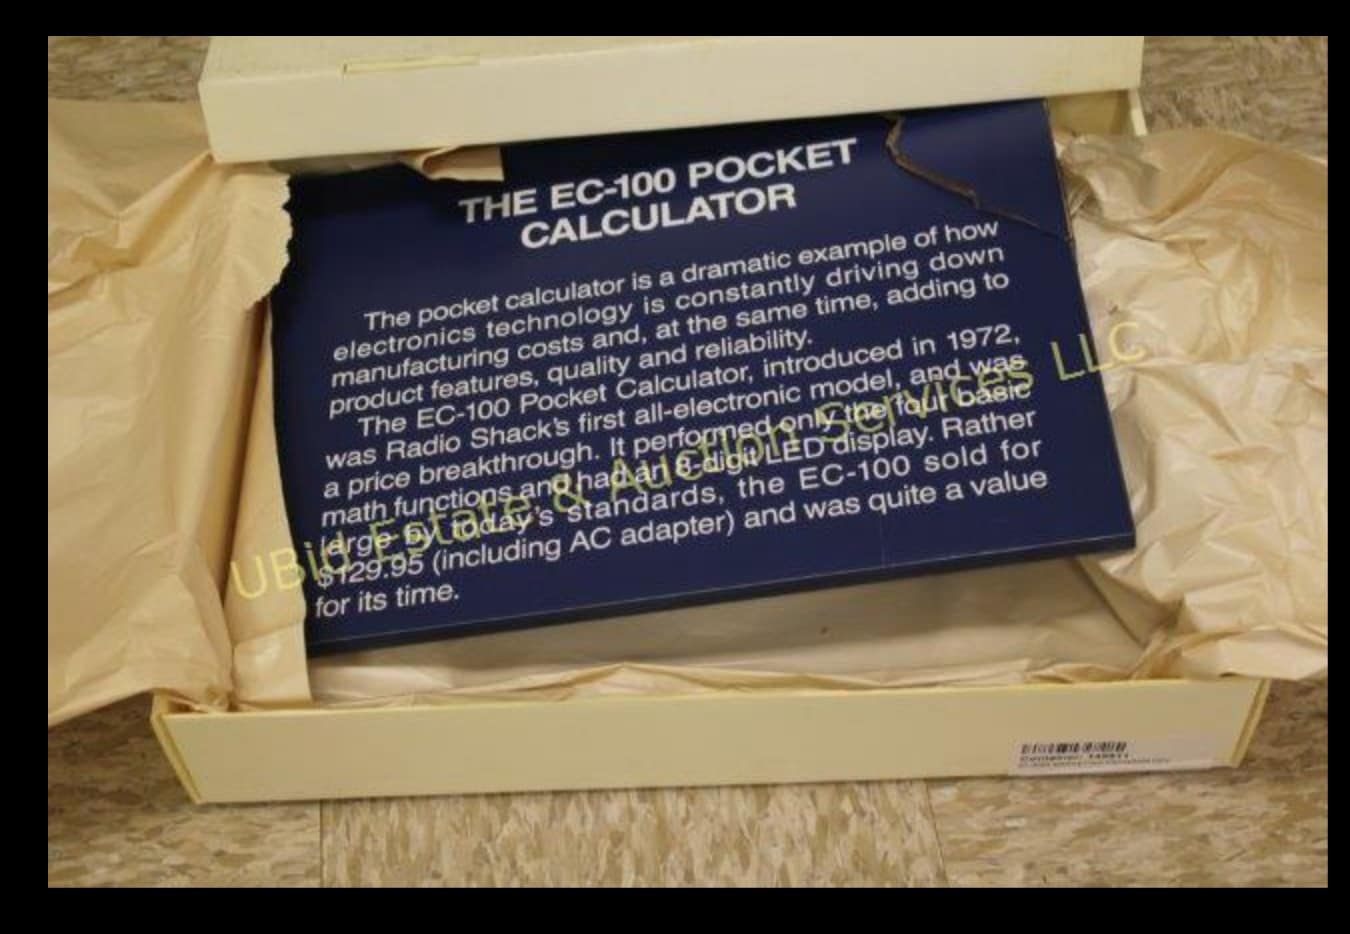 THE EC-100 POCKET
CALCULATOR
The pocket calculator is a dramatic example of how
electronics technology is constantly driving down
manufacturing costs and, at the same time, adding to
product features, quality and reliability.
The EC-100 Pocket Calculator, introduced in 1972,
was Radio Shack's first all-electronic model, and was
a price breakthrough. It performed only the four basic
math functions and had an 8-digit LED display. Rather
large by today's standards, the EC-100 sold for
$129.95 (including AC adapter) and was quite a value
for its time.
UBid Estate & Auction Services LLC
Container: